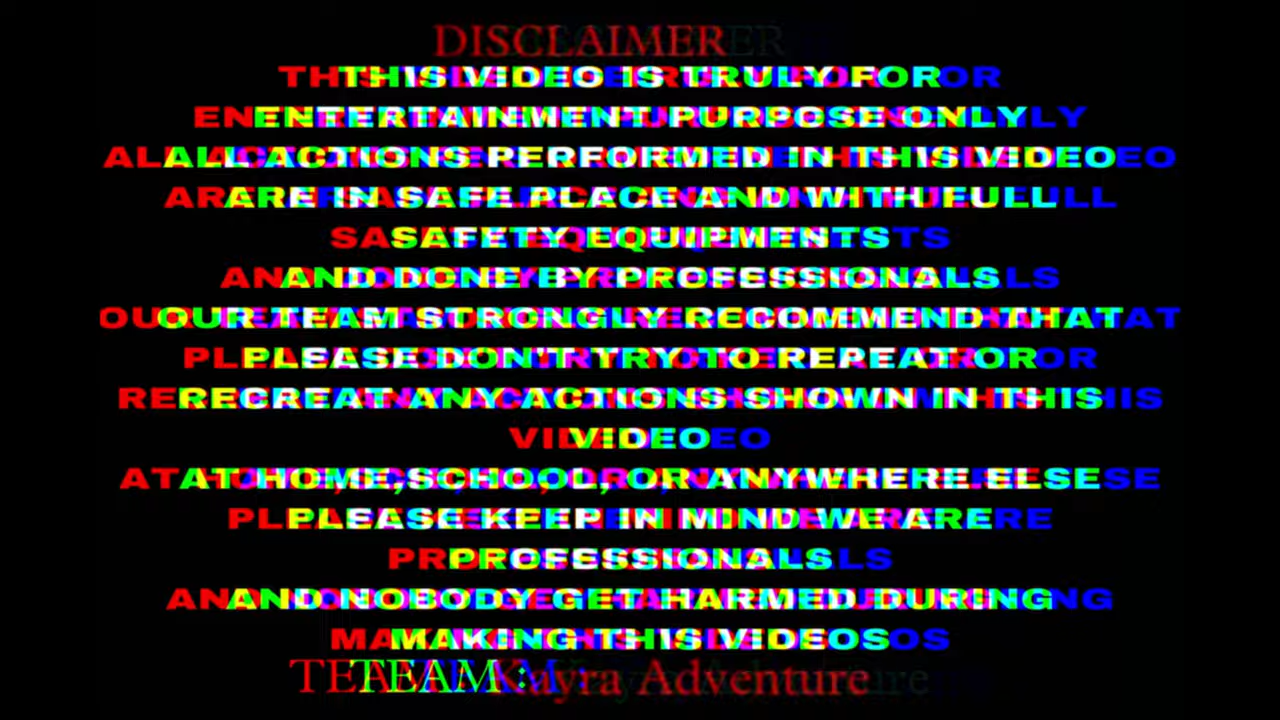 DISCLAIMER
THIS VIDEO IS TRULY FOR
ENTERTAINMENT PURPOSE ONLY
ALL ACTIONS PERFORMED IN THIS VIDEO
ARE IN SAFE PLACE AND WITH FULL
SAFETY EQUIPMENTS
AND DONE BY PROFESSIONALS
OUR TEAM STRONGLY RECOMMEND THAT
PLEASE DON'T TRY TO REPEAT OR
RECREAT ANY ACTIONS SHOWN IN THIS
VIDEO
AT HOME,SCHOOL, OR ANYWHERE ELSE
PLEASE KEEP IN MIND WE ARE
PROFESSIONALS
AND NOBODY GET HARMED DURING
MAKING THIS VIDEOS
TEAM : Kayra Adventure